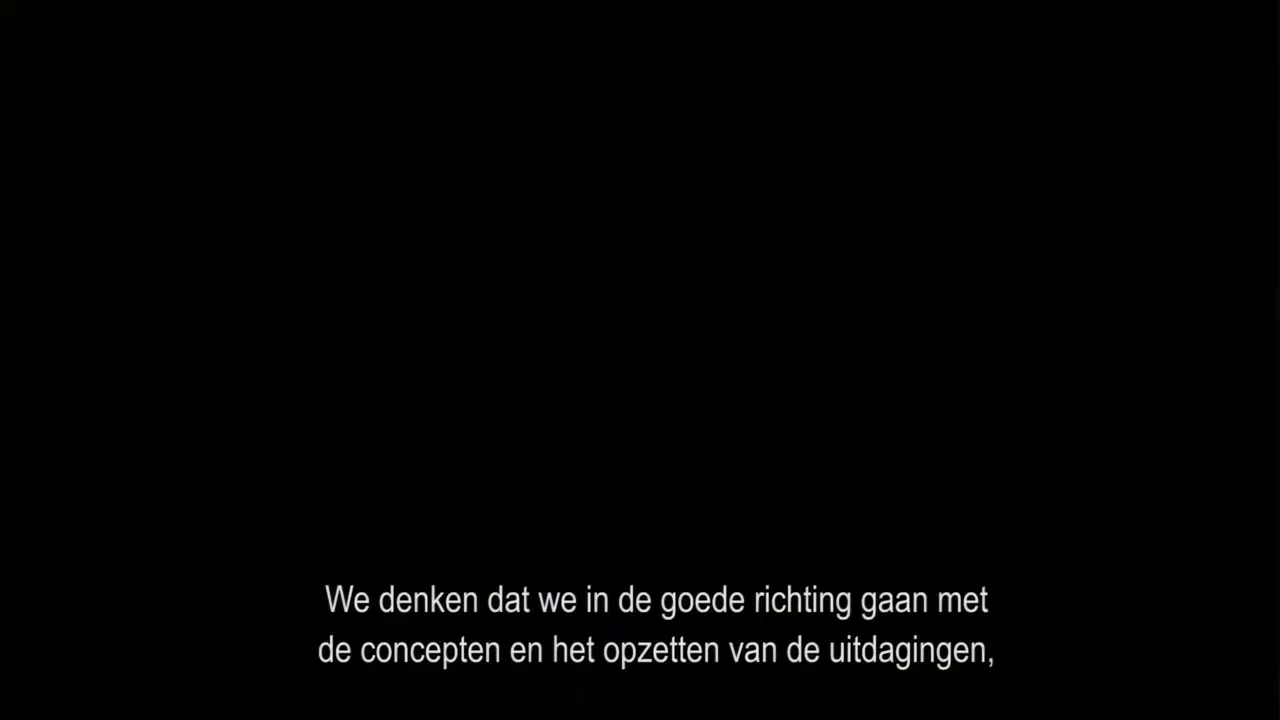 We denken dat we in de goede richting gaan met
de concepten en het opzetten van de uitdagingen,